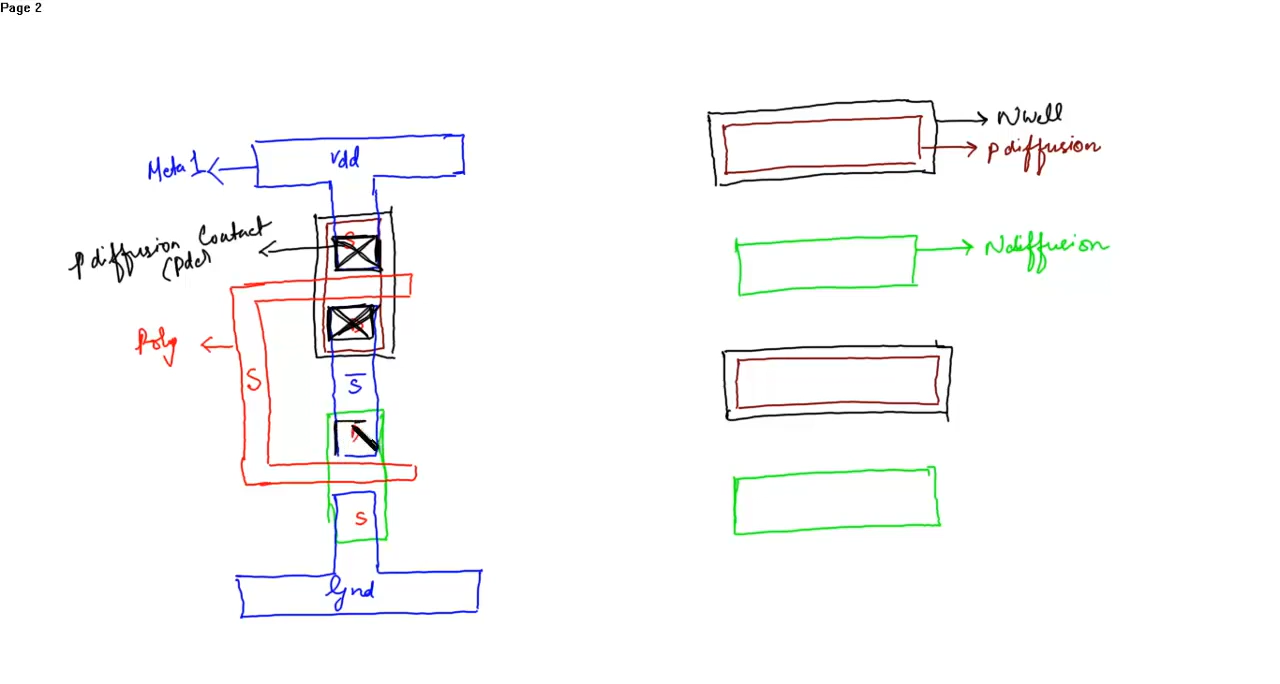 Page 2
Vdd
Metal
Nwell
p diffusion
p diffusion Contact
(Pdc)
S
Ndiffusion
Poly
S
S̅
S
Gnd